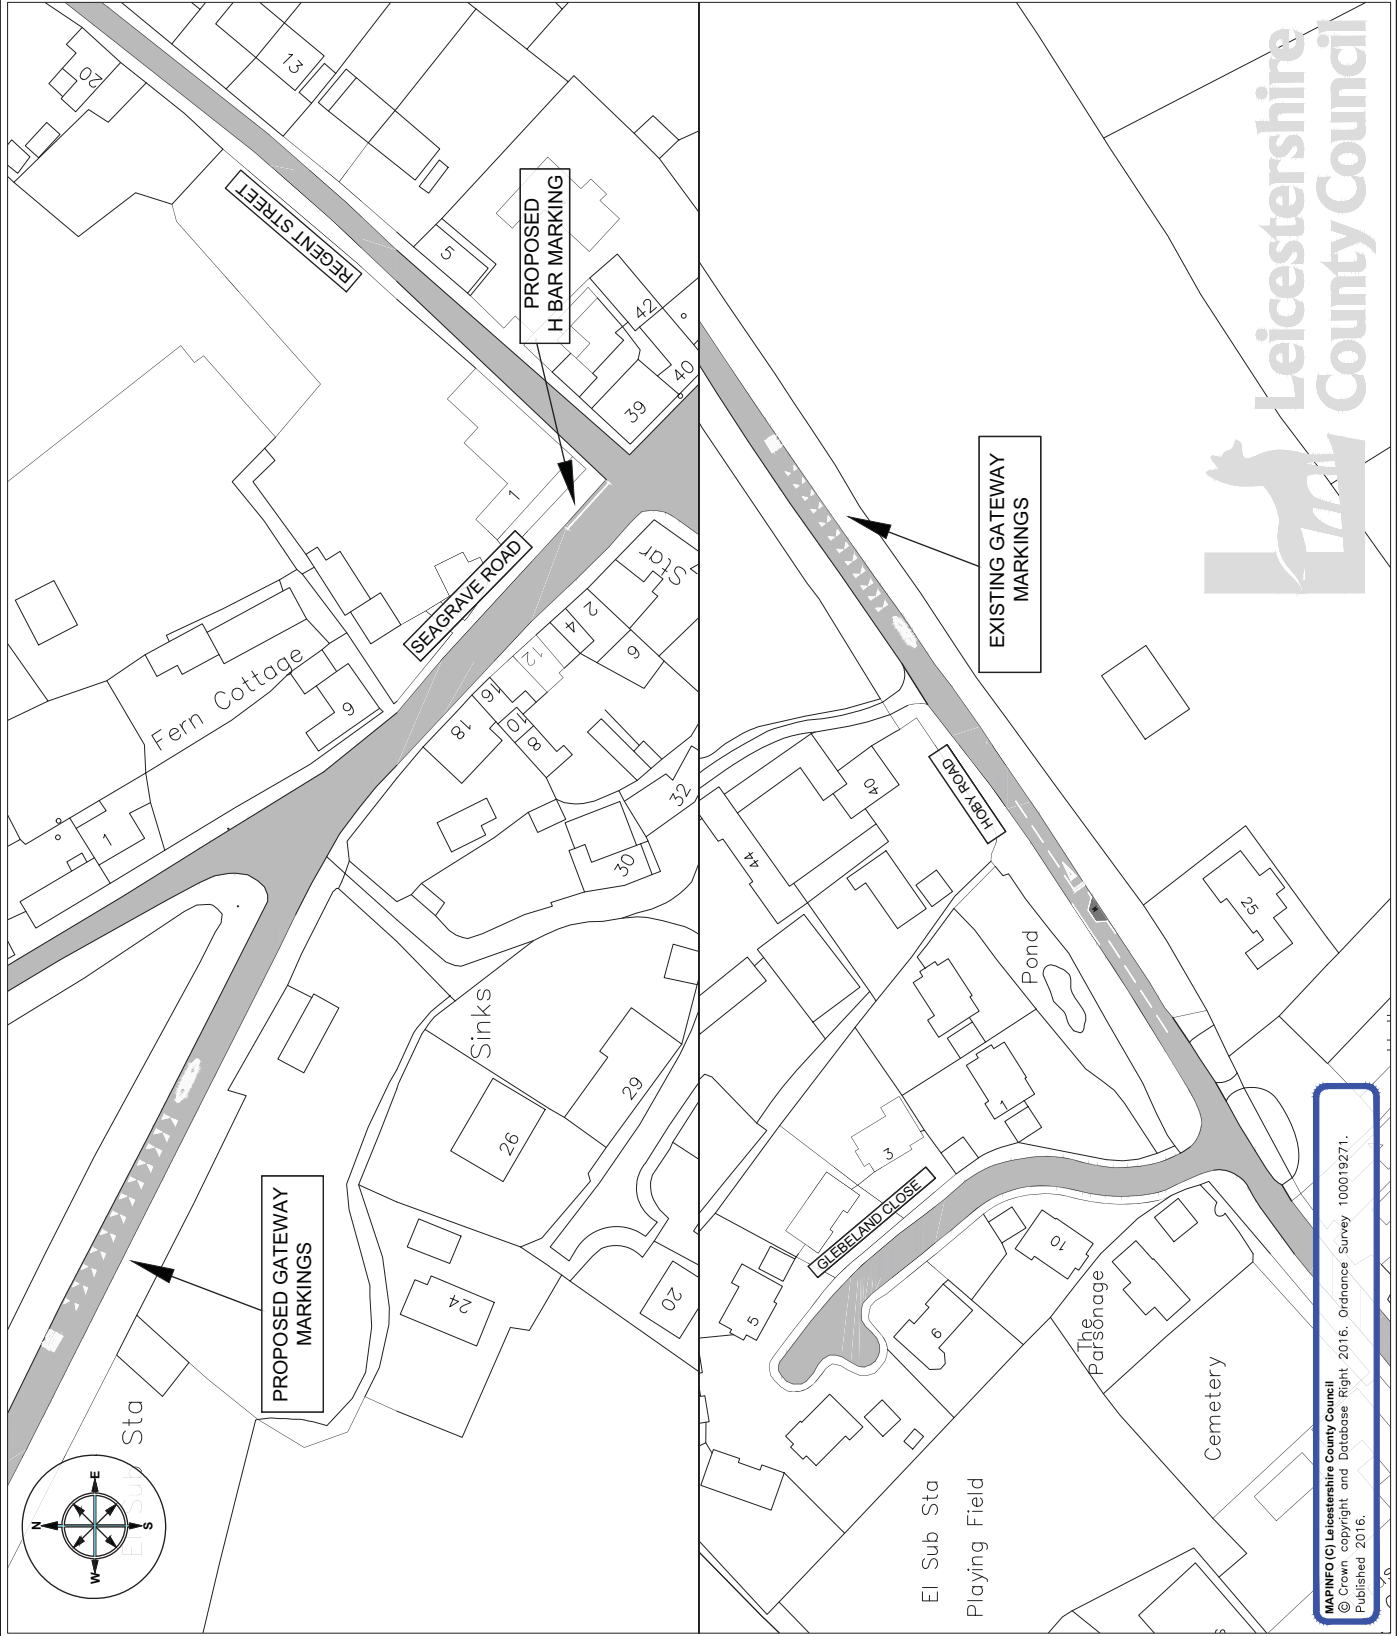 20
13
REGENT STREET
5
PROPOSED
H BAR MARKING
42
40
39
1
SEAGRAVE ROAD
Star
2
4
12
6
16
10
8
18
9
Fern Cottage
1
32
30
Sinks
29
26
24
20
PROPOSED GATEWAY
MARKINGS
El Sub Sta
N
E
S
W
Leicestershire
County Council
EXISTING GATEWAY
MARKINGS
HOBY ROAD
40
44
25
Pond
1
3
GLEBELAND CLOSE
5
6
10
The
Parsonage
Cemetery
El Sub Sta
Playing Field
MAPINFO (C) Leicestershire County Council
© Crown copyright and Database Right 2016. Ordnance Survey 100019271.
Published 2016.